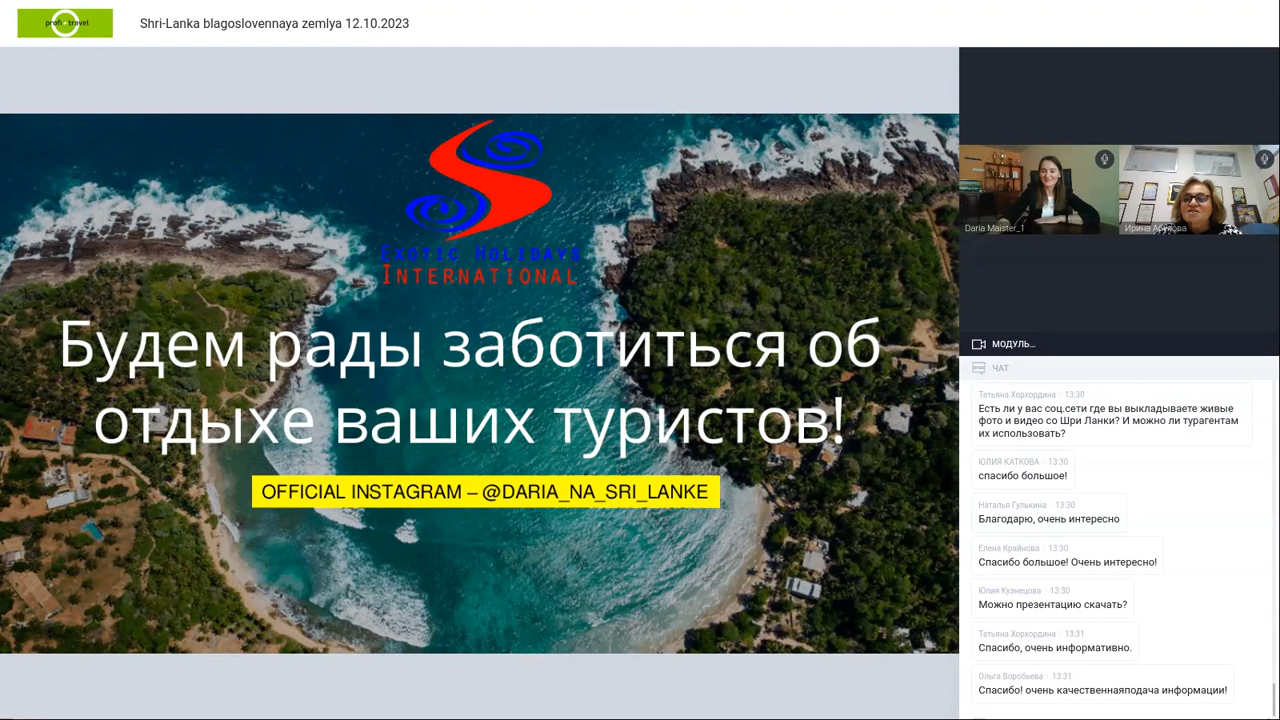 profi travel
Shri-Lanka blagoslovennaya zemlya 12.10.2023
EXOTIC HOLIDAYS
INTERNATIONAL
Будем рады заботиться об
отдыхе ваших туристов!
OFFICIAL INSTAGRAM – @DARIA_NA_SRI_LANKE
Daria Maister_1
Ирина
МОДУЛЬ...
ЧАТ
Татьяна Хорхордина 13:30
Есть ли у вас соц.сети где вы выкладываете живые
фото и видео со Шри Ланки? И можно ли турагентам
их использовать?
ЮЛИЯ КАТКОВА 13:30
спасибо большое!
Наталья Гулькина 13:30
Благодарю, очень интересно
Елена Крайнова 13:30
Спасибо большое! Очень интересно!
Юлия Кузнецова 13:30
Можно презентацию скачать?
Татьяна Хорхордина 13:31
Спасибо, очень информативно.
Ольга Воробьева 13:31
Спасибо! очень качественнаяподача информации!